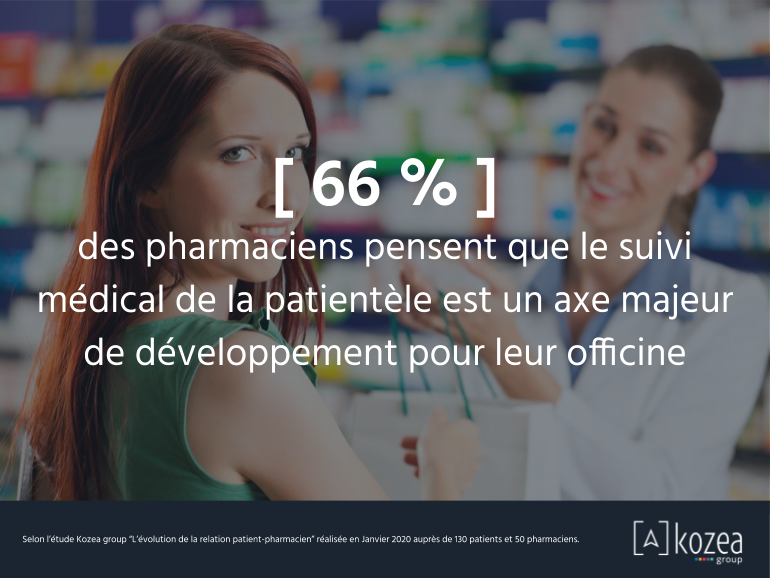 [ 66 % ]
des pharmaciens pensent que le suivi
médical de la patientèle est un axe majeur
de développement pour leur officine
Selon l'étude Kozea group "L'évolution de la relation patient-pharmacien" réalisée en Janvier 2020 auprès de 130 patients et 50 pharmaciens.
[A] kozea
group